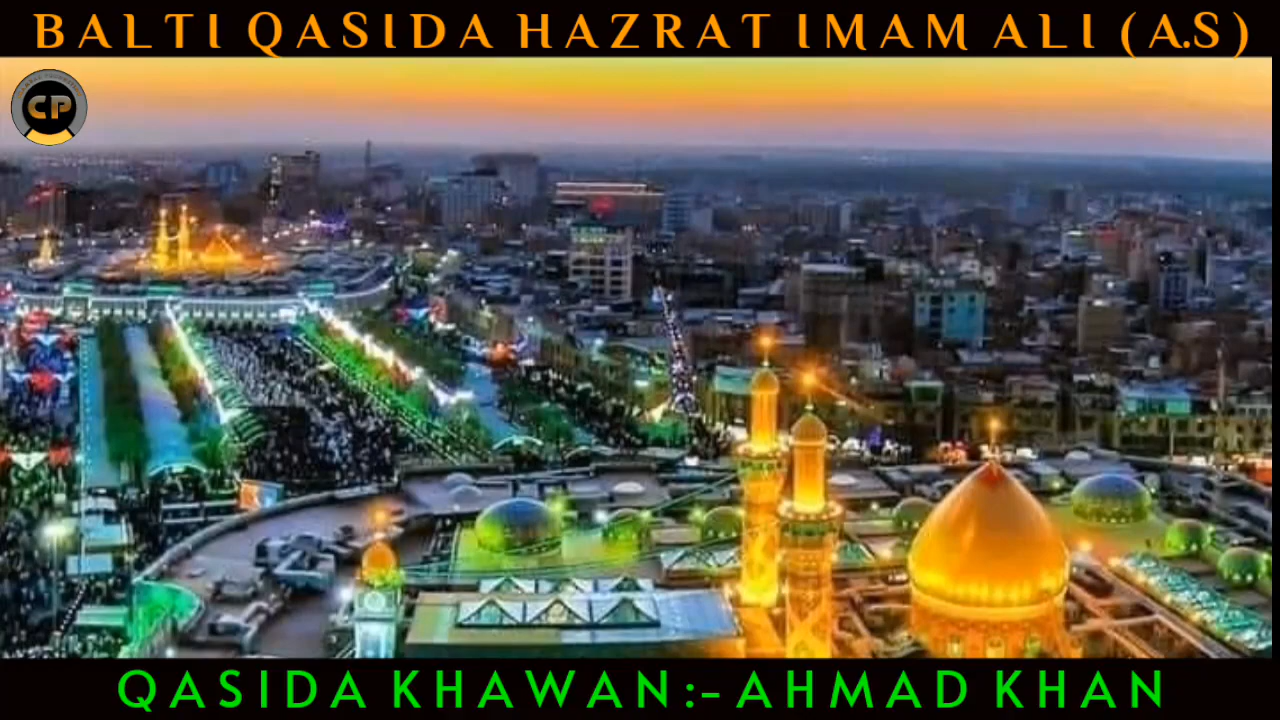 BALTI QASIDA HAZRAT IMAM ALI (A.S)
CP
QASIDA KHAWAN:- AHMAD KHAN